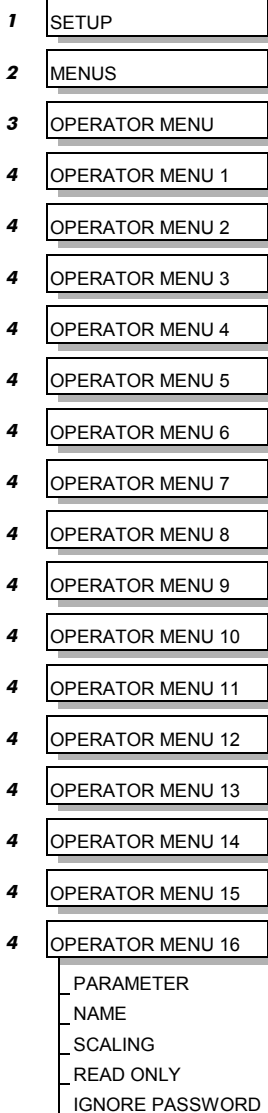 1 SETUP
2 MENUS
3 OPERATOR MENU
4 OPERATOR MENU 1
4 OPERATOR MENU 2
4 OPERATOR MENU 3
4 OPERATOR MENU 4
4 OPERATOR MENU 5
4 OPERATOR MENU 6
4 OPERATOR MENU 7
4 OPERATOR MENU 8
4 OPERATOR MENU 9
4 OPERATOR MENU 10
4 OPERATOR MENU 11
4 OPERATOR MENU 12
4 OPERATOR MENU 13
4 OPERATOR MENU 14
4 OPERATOR MENU 15
4 OPERATOR MENU 16
PARAMETER
NAME
SCALING
READ ONLY
IGNORE PASSWORD